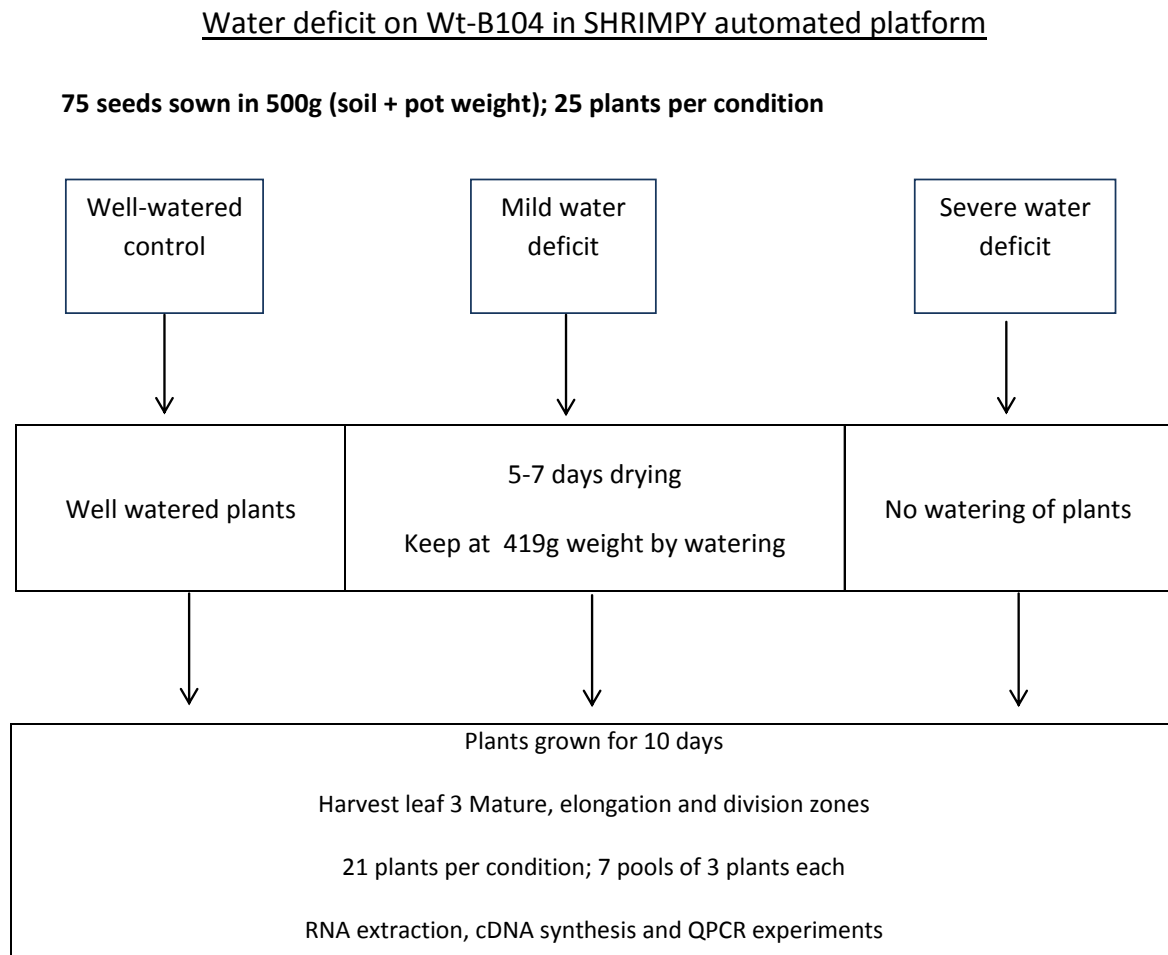 Water deficit on Wt-B104 in SHRIMPY automated platform
75 seeds sown in 500g (soil + pot weight); 25 plants per condition
Well-watered
control
Mild water
deficit
Severe water
deficit
Well watered plants
5-7 days drying
Keep at 419g weight by watering
No watering of plants
Plants grown for 10 days
Harvest leaf 3 Mature, elongation and division zones
21 plants per condition; 7 pools of 3 plants each
RNA extraction, cDNA synthesis and QPCR experiments